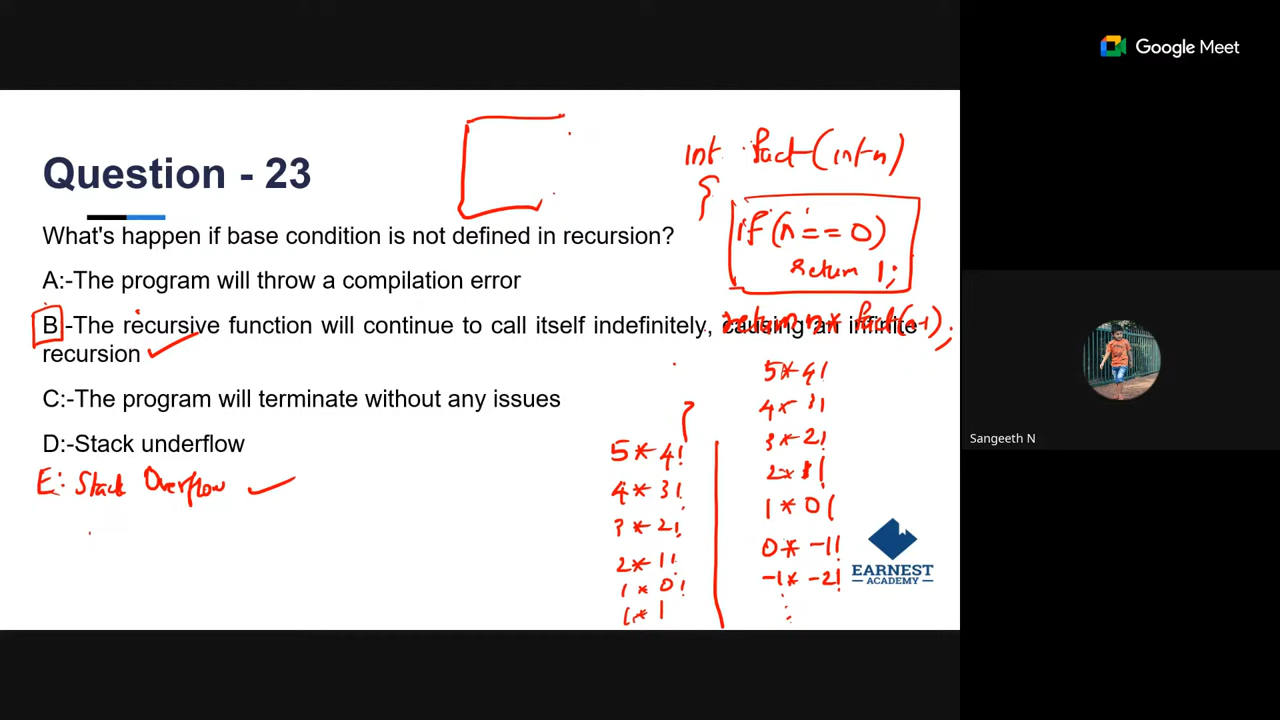 Google Meet
Question - 23
What's happen if base condition is not defined in recursion?
A:-The program will throw a compilation error
B:-The recursive function will continue to call itself indefinitely, causing an infinite
recursion
C:-The program will terminate without any issues
D:-Stack underflow
E: Stack Overflow
int fact(int n)
{
if(n==0)
return 1;
return n* fact(n-1);
5*4!
4*3!
3*2!
2*1!
1*0!
1*1
5*4!
4*3!
3*2!
2*1!
1*0!
0*-1!
-1*-2!
EARNEST
ACADEMY
Sangeeth N